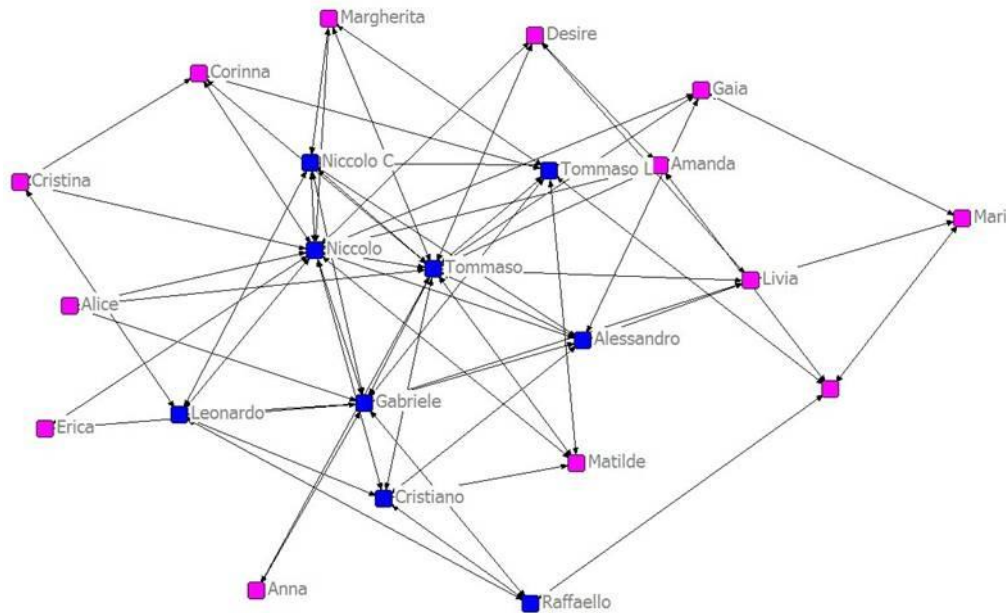 Margherita
Desire
Corinna
Gaia
Niccolo C
Tommaso L
Amanda
Cristina
Mari
Niccolo
Tommaso
Livia
Alice
Alessandro
Gabriele
Leonardo
Erica
Matilde
Cristiano
Anna
Raffaello